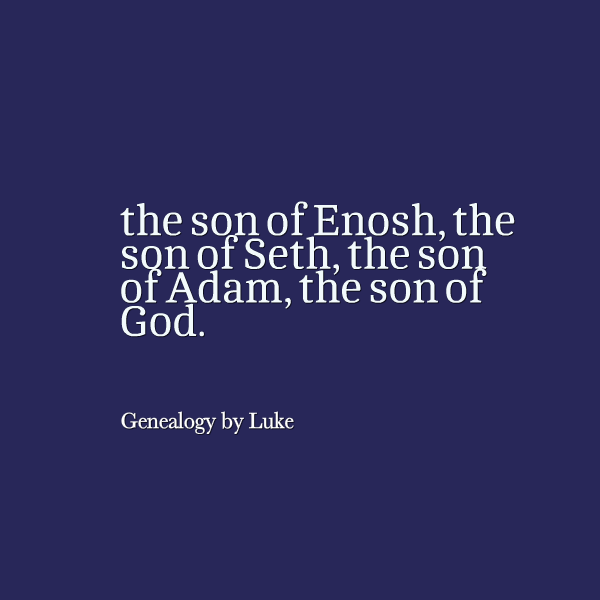 the son of Enosh, the
son of Seth, the son
of Adam, the son of
God.
Genealogy by Luke